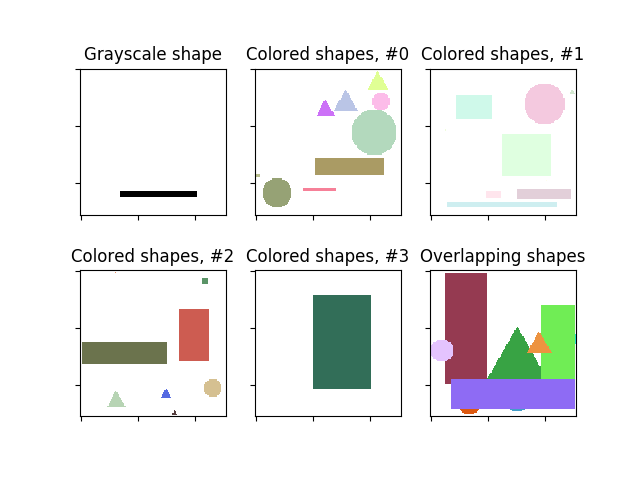 Grayscale shape
Colored shapes, #0
Colored shapes, #1
Colored shapes, #2
Colored shapes, #3
Overlapping shapes